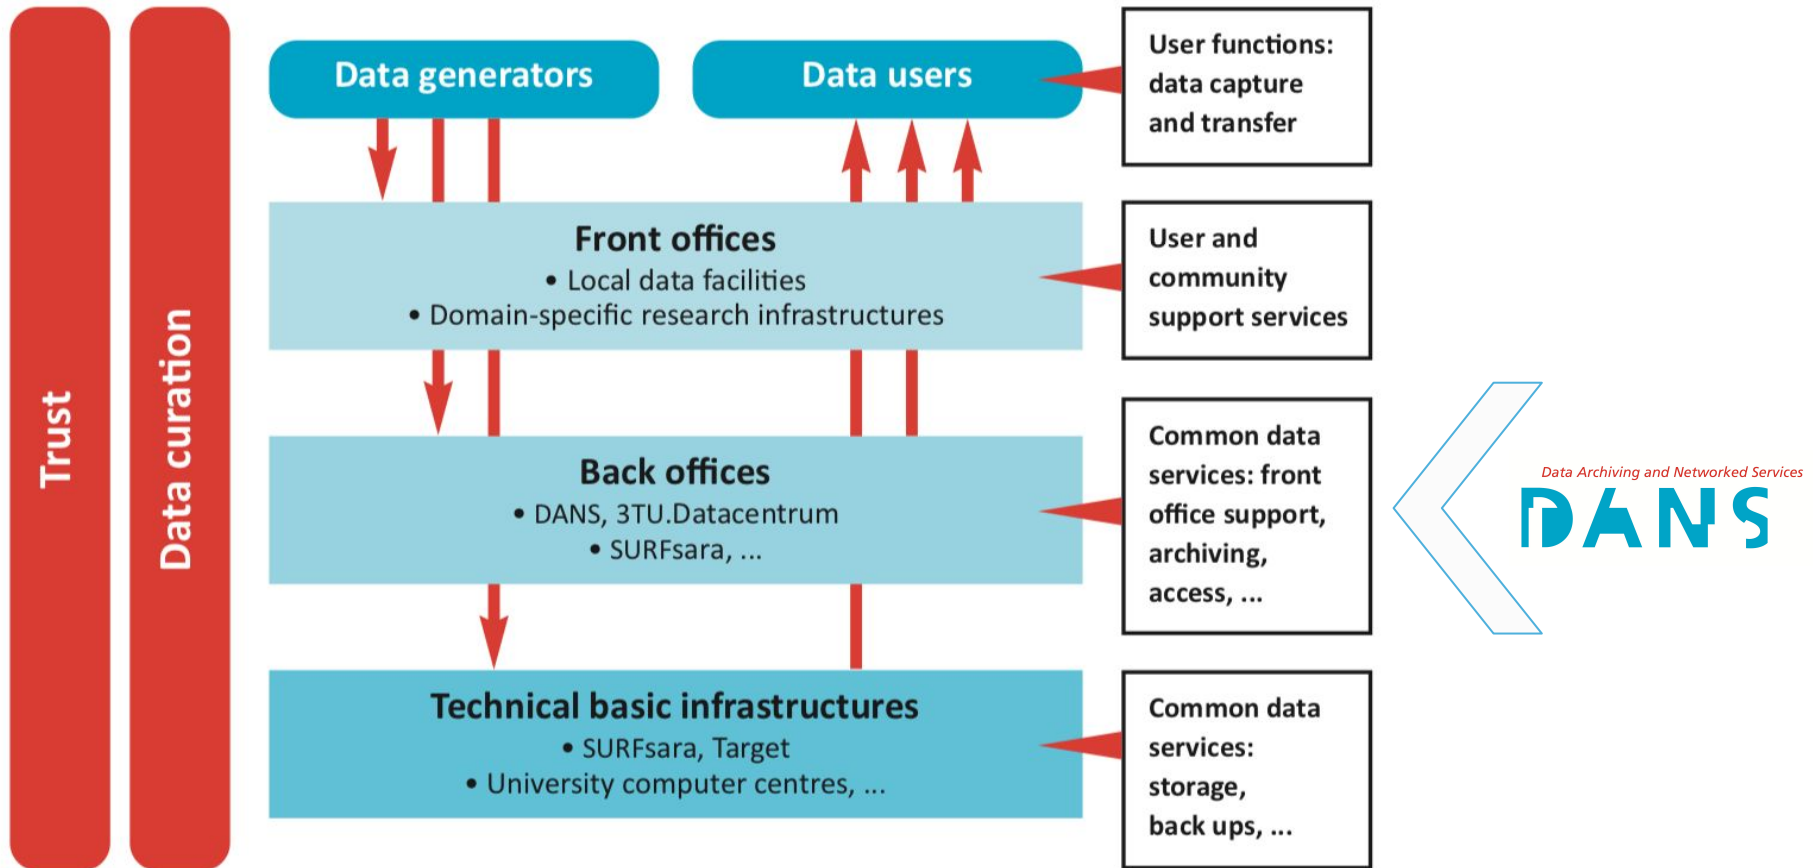 Trust
Data curation
Data generators
Data users
User functions:
data capture
and transfer
Front offices
• Local data facilities
• Domain-specific research infrastructures
User and
community
support services
Back offices
• DANS, 3TU.Datacentrum
• SURFsara, ...
Common data
services: front
office support,
archiving,
access, ...
Data Archiving and Networked Services
DANS
Technical basic infrastructures
• SURFsara, Target
• University computer centres, ...
Common data
services:
storage,
back ups, ...